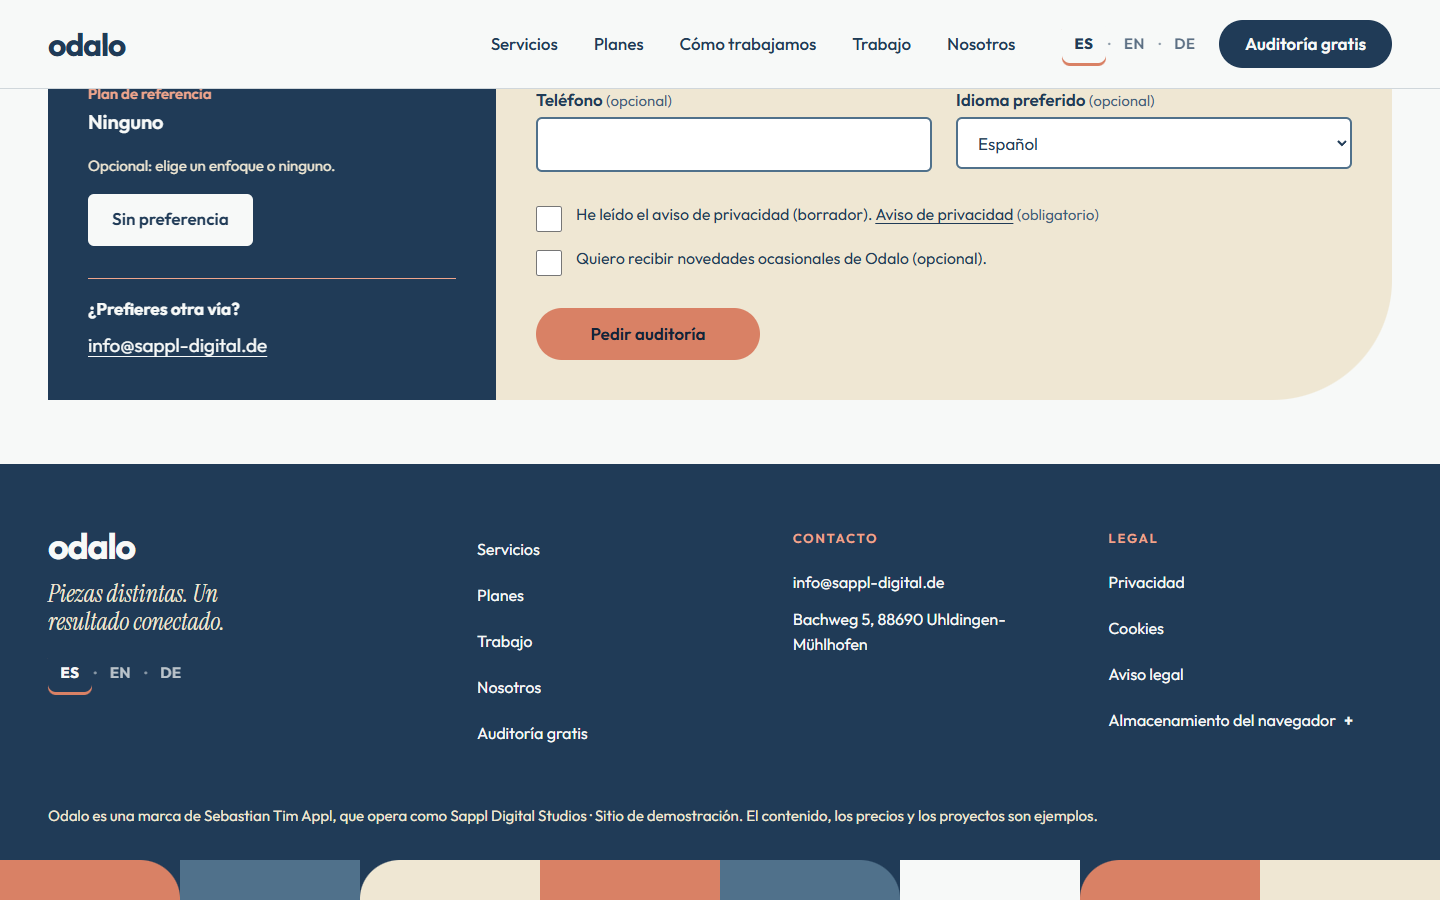 odalo
Servicios
Planes
Cómo trabajamos
Trabajo
Nosotros
ES · EN · DE
Auditoría gratis
Plan de referencia
Ninguno
Opcional: elige un enfoque o ninguno.
Sin preferencia
¿Prefieres otra vía?
info@sappl-digital.de
Teléfono (opcional)
Idioma preferido (opcional)
Español
He leído el aviso de privacidad (borrador). Aviso de privacidad (obligatorio)
Quiero recibir novedades ocasionales de Odalo (opcional).
Pedir auditoría
odalo
Piezas distintas. Un
resultado conectado.
ES · EN · DE
Servicios
Planes
Trabajo
Nosotros
Auditoría gratis
CONTACTO
info@sappl-digital.de
Bachweg 5, 88690 Uhldingen-
Mühlhofen
LEGAL
Privacidad
Cookies
Aviso legal
Almacenamiento del navegador +
Odalo es una marca de Sebastian Tim Appl, que opera como Sappl Digital Studios · Sitio de demostración. El contenido, los precios y los proyectos son ejemplos.